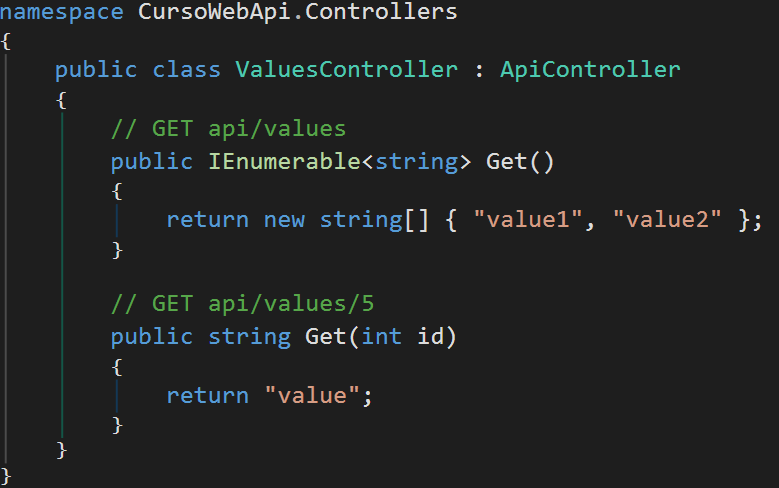 namespace CursoWebApi.Controllers
{
    public class ValuesController : ApiController
    {
        // GET api/values
        public IEnumerable<string> Get()
        {
            return new string[] { "value1", "value2" };
        }

        // GET api/values/5
        public string Get(int id)
        {
            return "value";
        }
    }
}